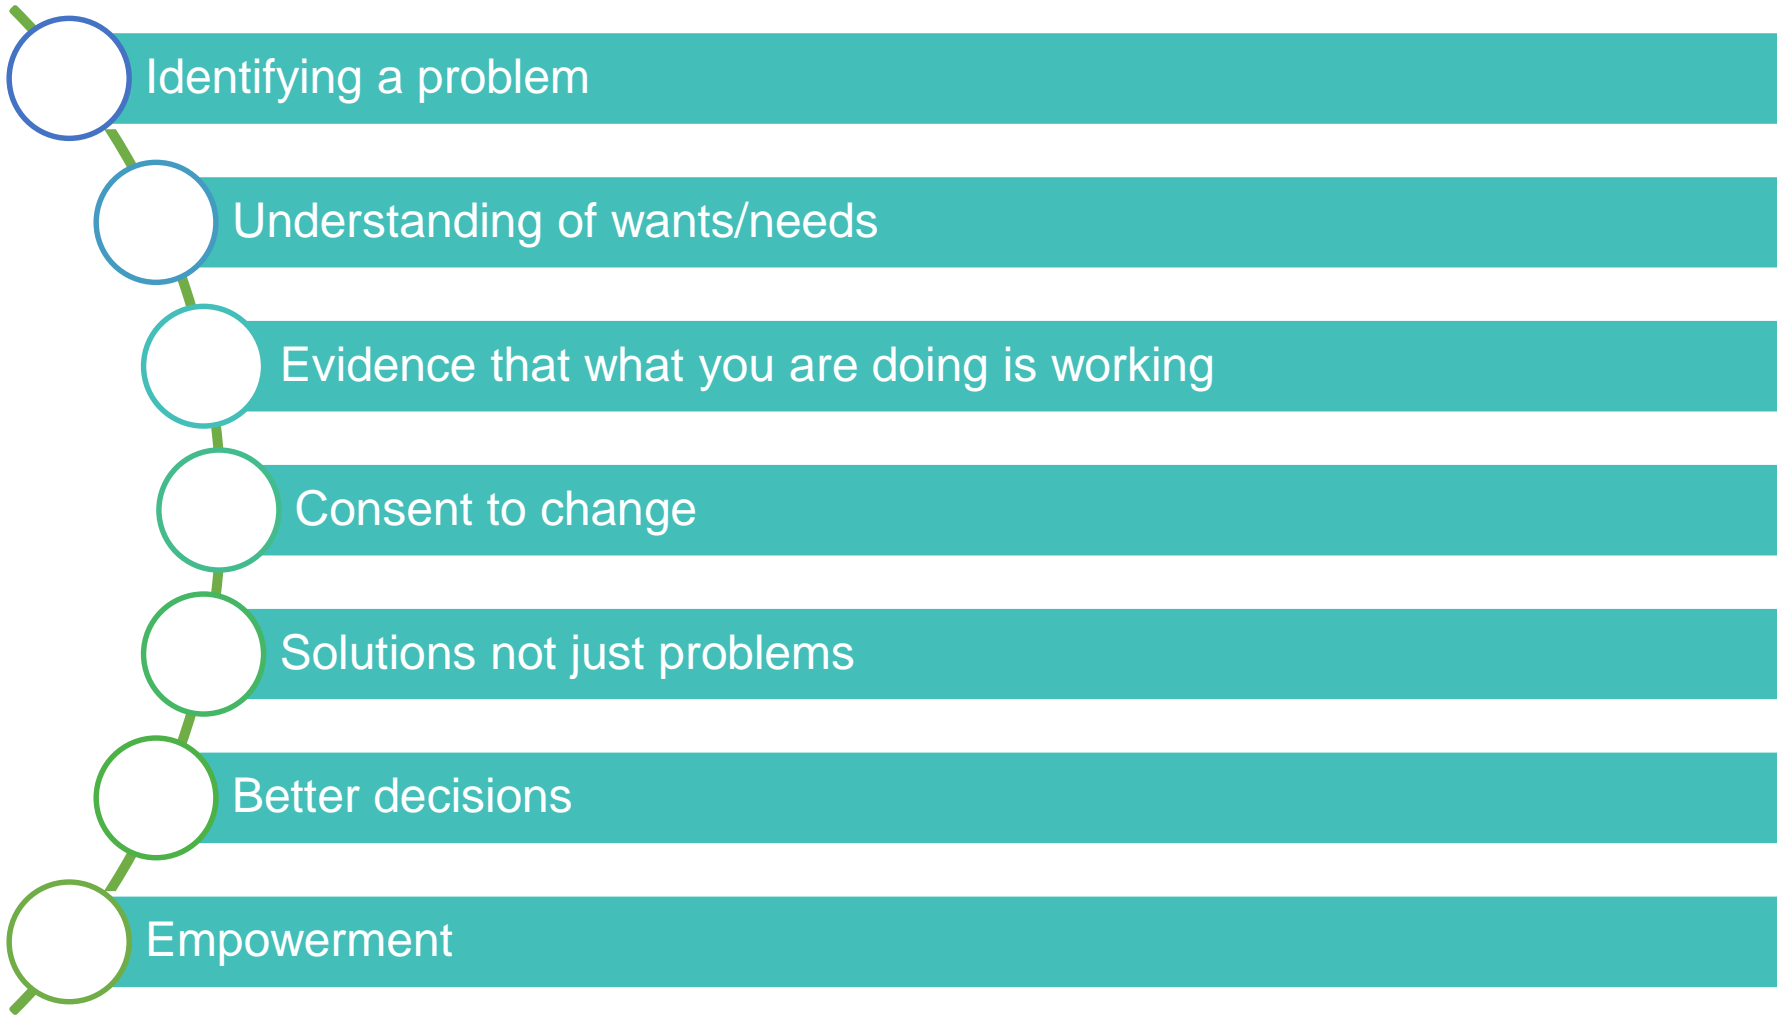 Identifying a problem
Understanding of wants/needs
Evidence that what you are doing is working
Consent to change
Solutions not just problems
Better decisions
Empowerment